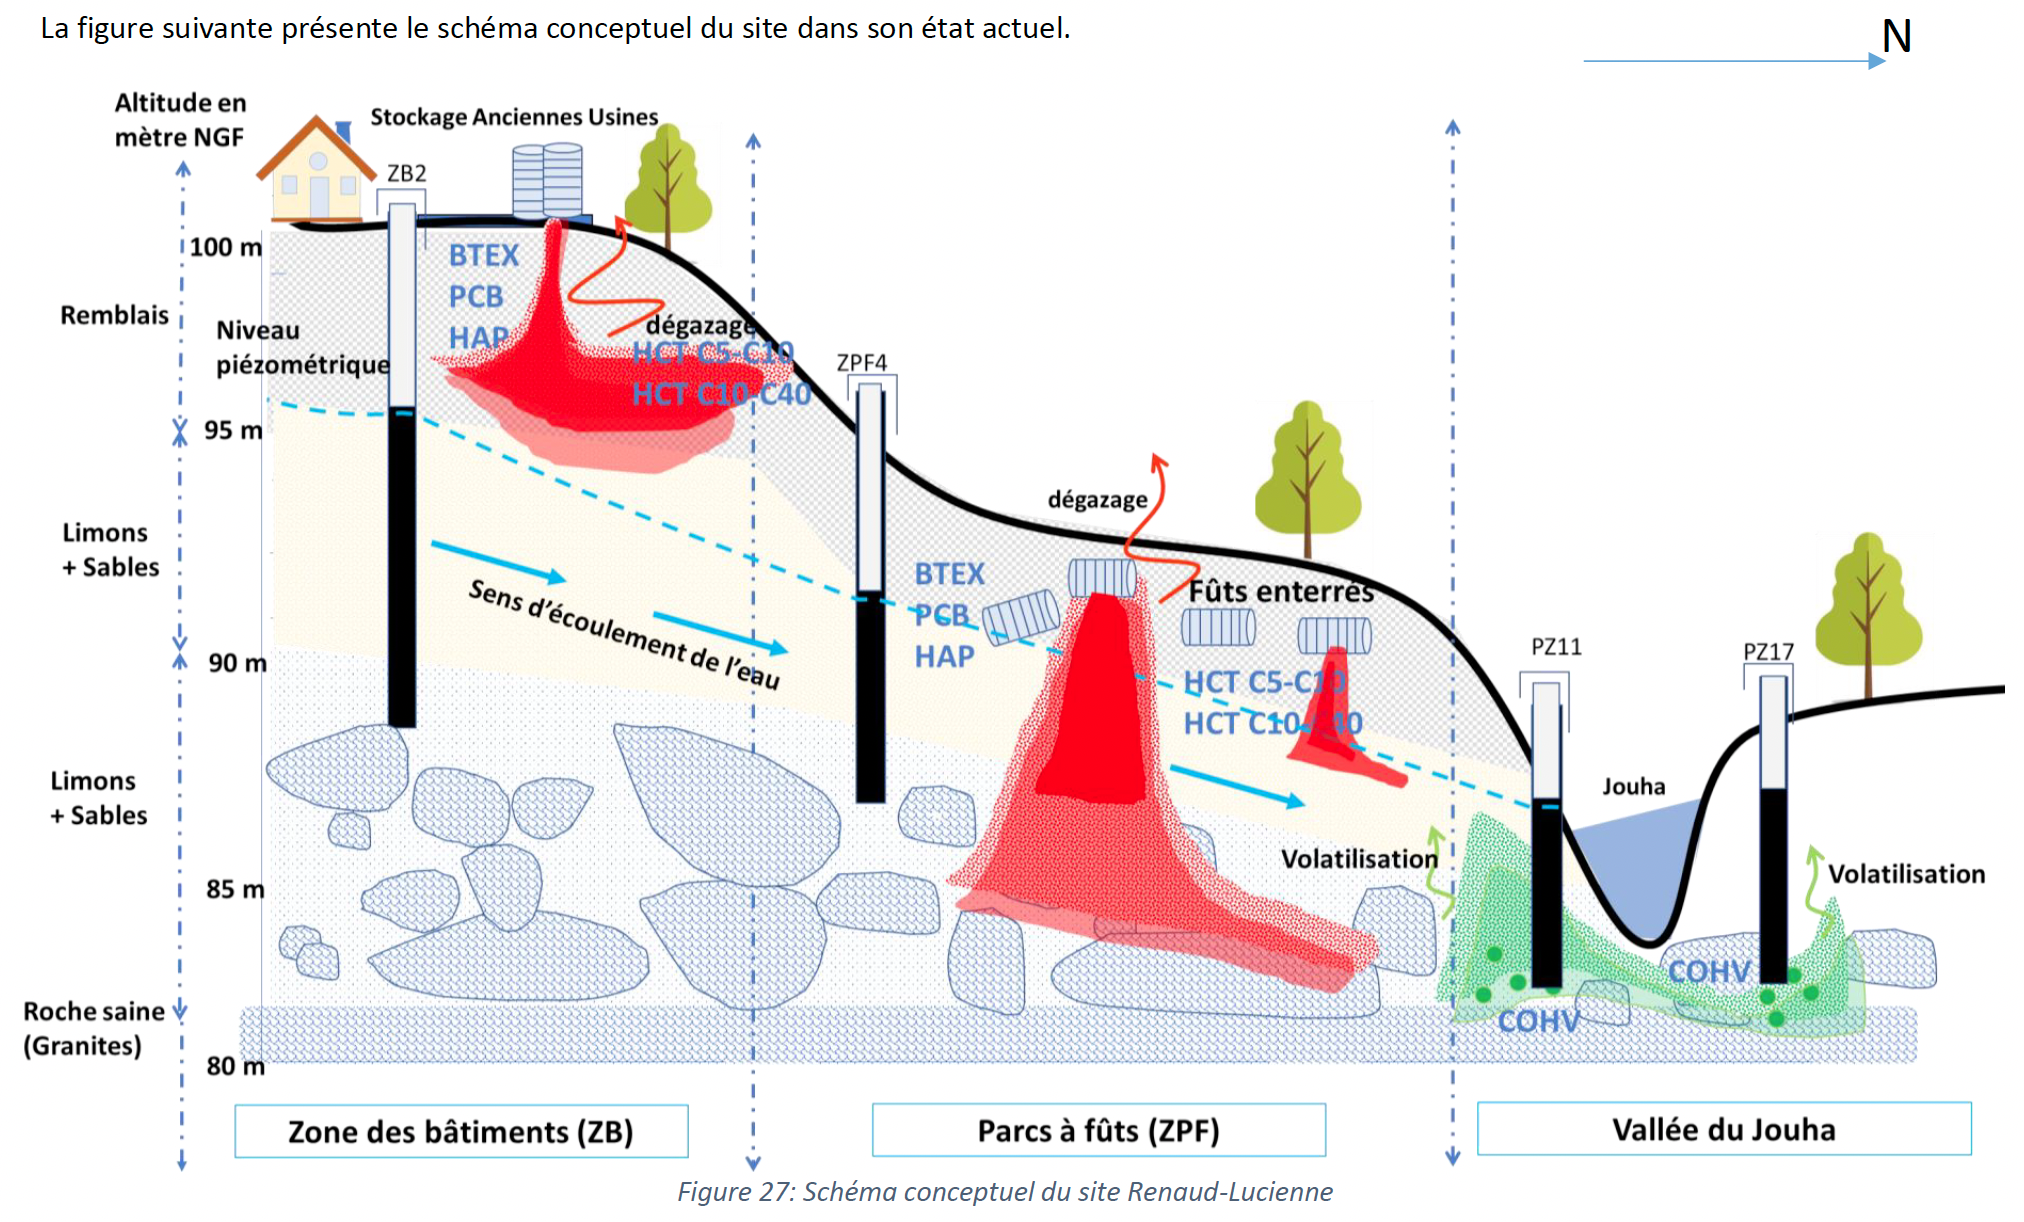 La figure suivante présente le schéma conceptuel du site dans son état actuel.
N
Altitude en
mètre NGF
Stockage Anciennes Usines
ZB2
100 m
BTEX
PCB
HAP
Remblais
Niveau
piézométrique
dégazage
HCT C5-C10
HCT C10-C40
ZPF4
95 m
dégazage
Limons
+ Sables
Sens d'écoulement de l'eau
BTEX
PCB
HAP
Fûts enterrés
HCT C5-C10
HCT C10-C40
90 m
PZ11
PZ17
Limons
+ Sables
Jouha
Volatilisation
Volatilisation
85 m
COHV
COHV
Roche saine
(Granites)
80 m
Zone des bâtiments (ZB)
Parcs à fûts (ZPF)
Vallée du Jouha
Figure 27: Schéma conceptuel du site Renaud-Lucienne